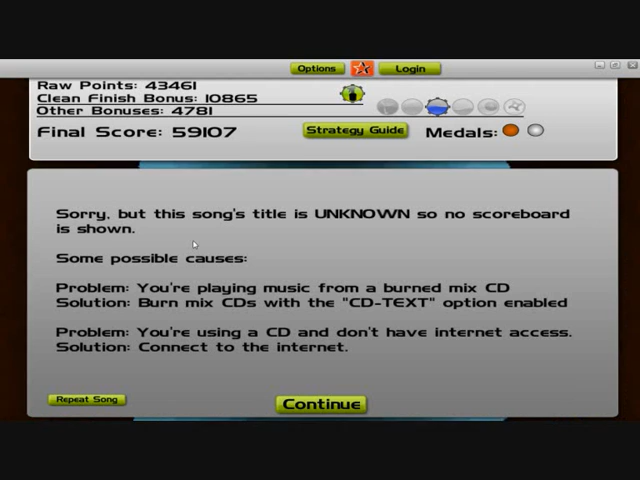 Options
Login
Raw Points: 43461
Clean Finish Bonus: 10865
Other Bonuses: 4781
Final Score: 59107
Strategy Guide
Medals:
Sorry, but this song's title is UNKNOWN so no scoreboard
is shown.
Some possible causes:
Problem: You're playing music from a burned mix CD
Solution: Burn mix CDs with the "CD-TEXT" option enabled
Problem: You're using a CD and don't have internet access.
Solution: Connect to the internet.
Repeat Song
Continue